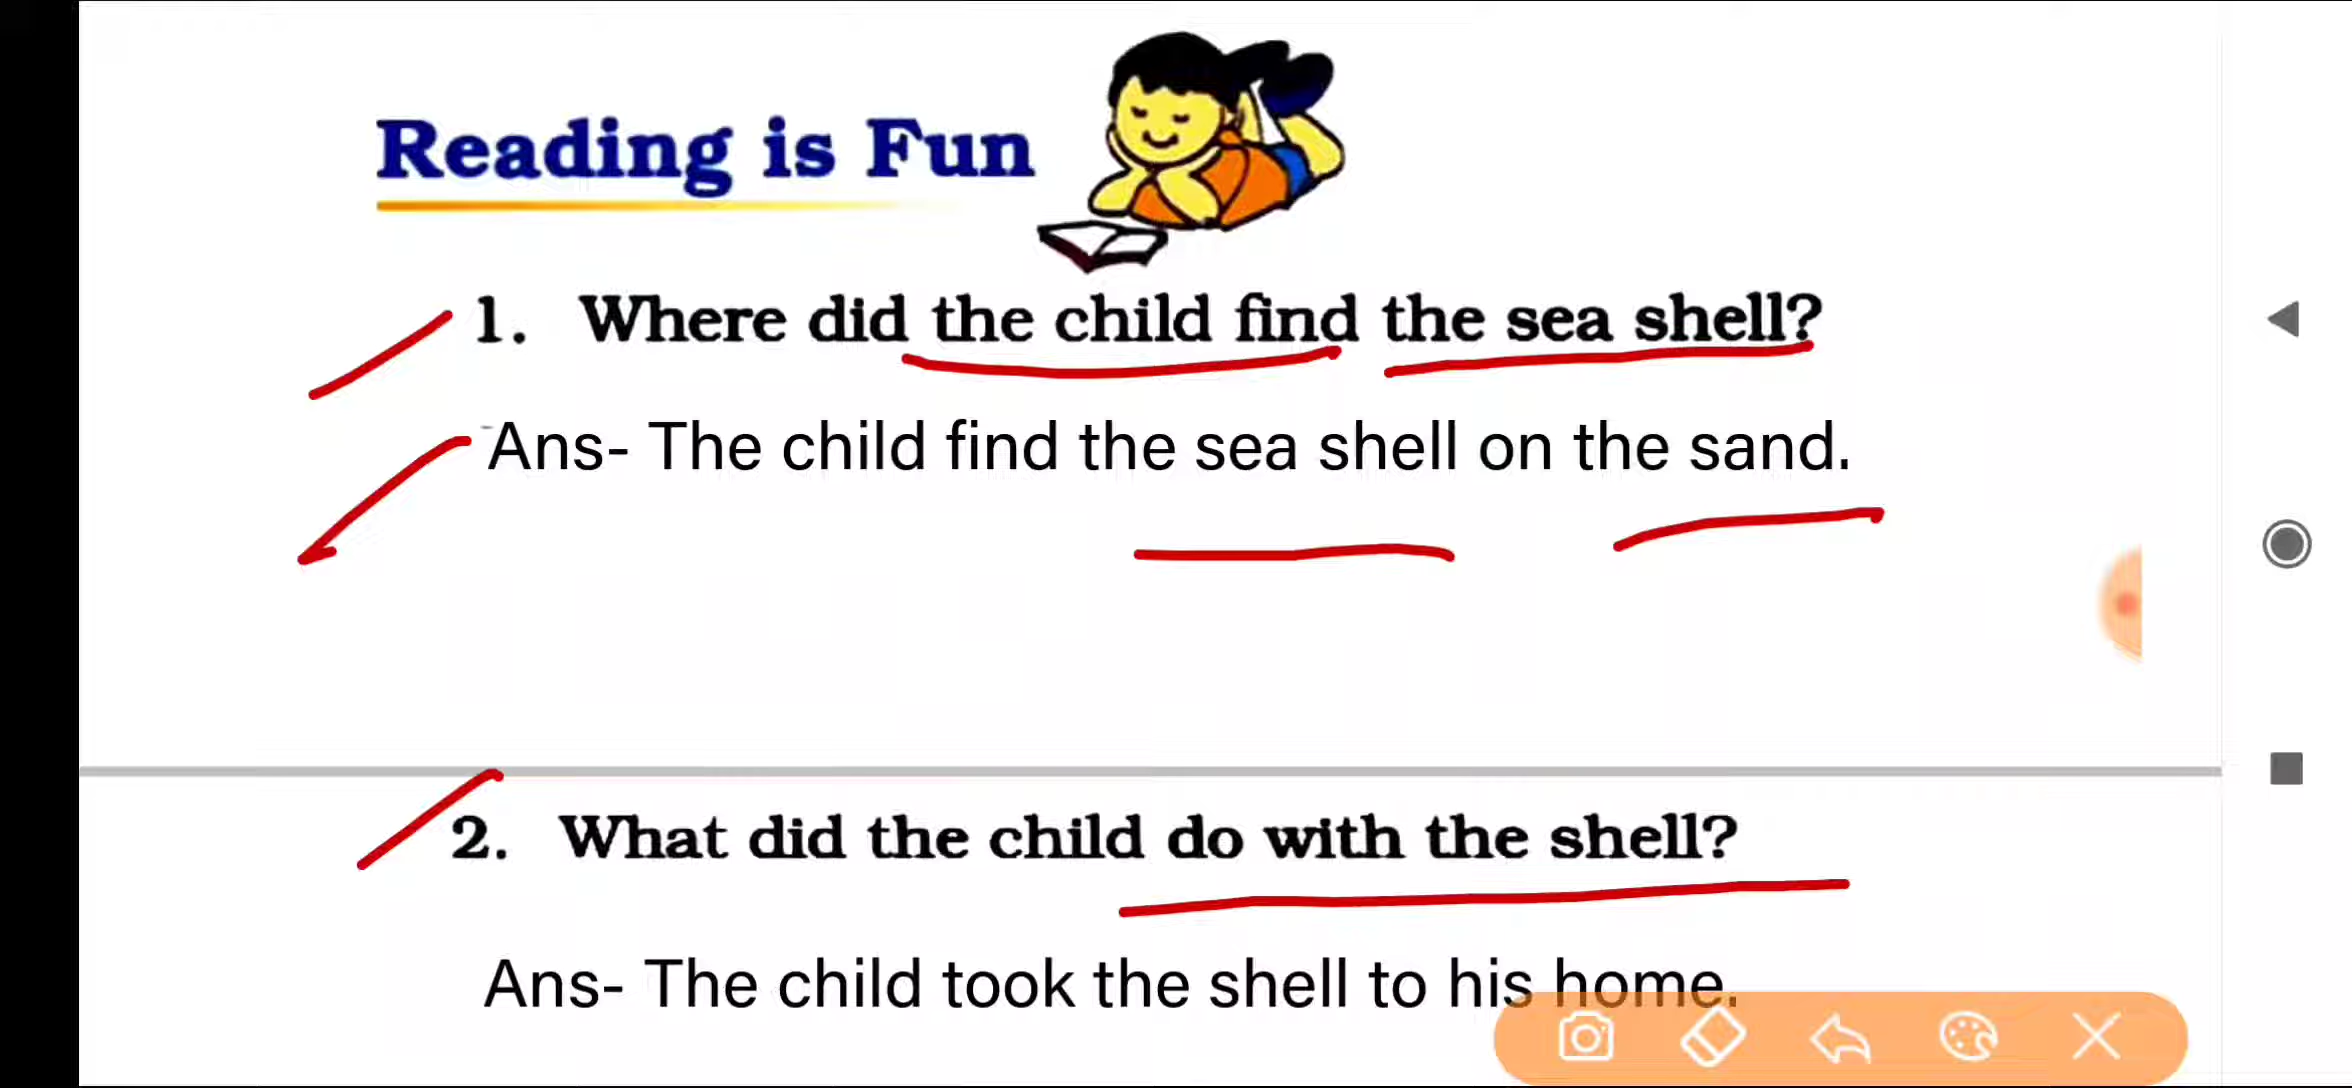 Reading is Fun
1. Where did the child find the sea shell?
Ans- The child find the sea shell on the sand.
2. What did the child do with the shell?
Ans- The child took the shell to his home.